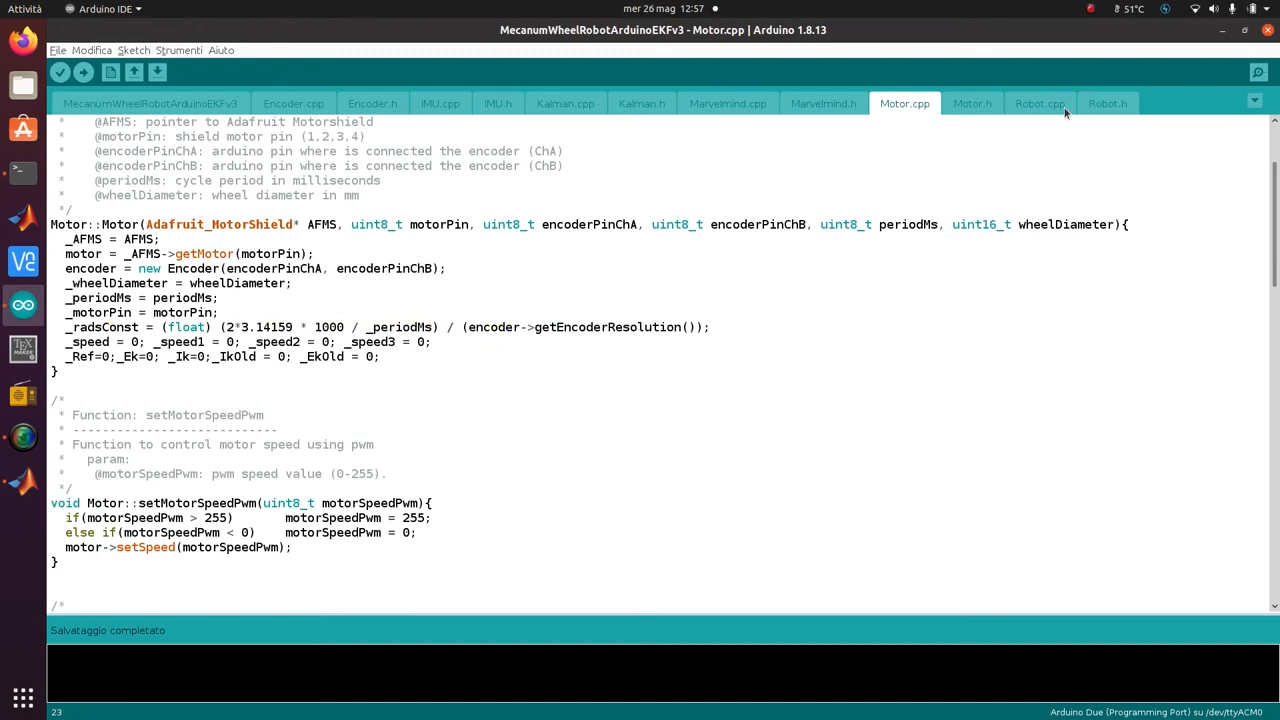 Attività
Arduino IDE
mer 26 mag 12:57
51°C
MecanumWheelRobotArduinoEKFv3 - Motor.cpp | Arduino 1.8.13
File Modifica Sketch Strumenti Aiuto
MecanumWheelRobotArduinoEKFv3 Encoder.cpp Encoder.h IMU.cpp IMU.h Kalman.cpp Kalman.h Marvelmind.cpp Marvelmind.h Motor.cpp Motor.h Robot.cpp Robot.h
*    @AFMS: pointer to Adafruit Motorshield
*    @motorPin: shield motor pin (1,2,3,4)
*    @encoderPinChA: arduino pin where is connected the encoder (ChA)
*    @encoderPinChB: arduino pin where is connected the encoder (ChB)
*    @periodMs: cycle period in milliseconds
*    @wheelDiameter: wheel diameter in mm
*/
Motor::Motor(Adafruit_MotorShield* AFMS, uint8_t motorPin, uint8_t encoderPinChA, uint8_t encoderPinChB, uint8_t periodMs, uint16_t wheelDiameter){
_AFMS = AFMS;
motor = _AFMS->getMotor(motorPin);
encoder = new Encoder(encoderPinChA, encoderPinChB);
_wheelDiameter = wheelDiameter;
_periodMs = periodMs;
_motorPin = motorPin;
_radsConst = (float) (2*3.14159 * 1000 / _periodMs) / (encoder->getEncoderResolution());
_speed = 0; _speed1 = 0; _speed2 = 0; _speed3 = 0;
_Ref=0;_Ek=0; _Ik=0;_IkOld = 0; _EkOld = 0;
}
/*
* Function: setMotorSpeedPwm
* ----------------------------
* Function to control motor speed using pwm
*   param:
*    @motorSpeedPwm: pwm speed value (0-255).
*/
void Motor::setMotorSpeedPwm(uint8_t motorSpeedPwm){
if(motorSpeedPwm > 255)       motorSpeedPwm = 255;
else if(motorSpeedPwm < 0)    motorSpeedPwm = 0;
motor->setSpeed(motorSpeedPwm);
}
/*
Salvataggio completato
23
Arduino Due (Programming Port) su /dev/ttyACM0